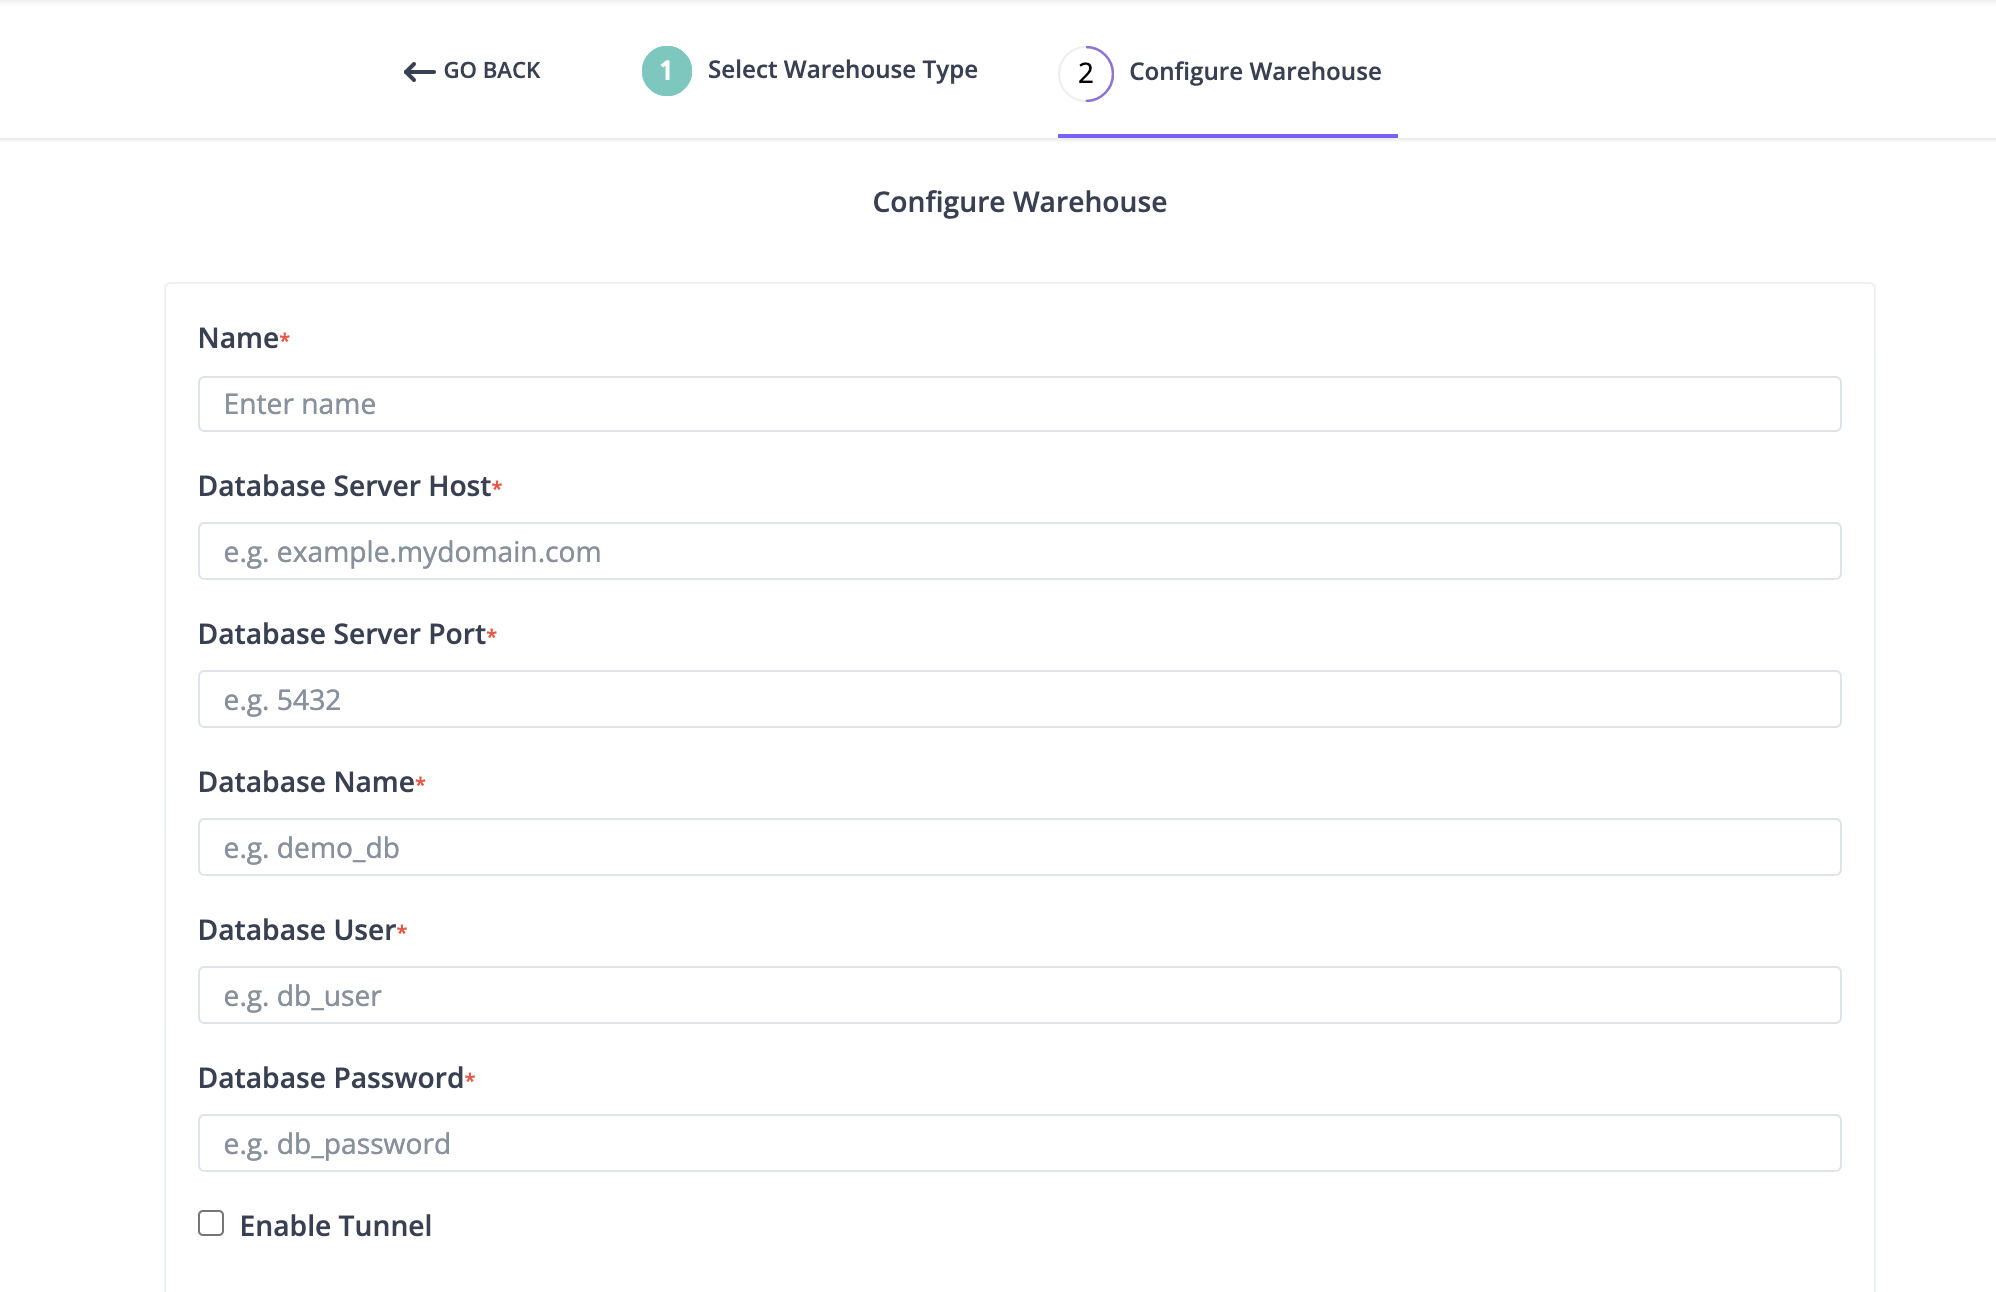 GO BACK
1 Select Warehouse Type
2 Configure Warehouse
Configure Warehouse
Name*
Enter name
Database Server Host*
e.g. example.mydomain.com
Database Server Port*
e.g. 5432
Database Name*
e.g. demo_db
Database User*
e.g. db_user
Database Password*
e.g. db_password
Enable Tunnel